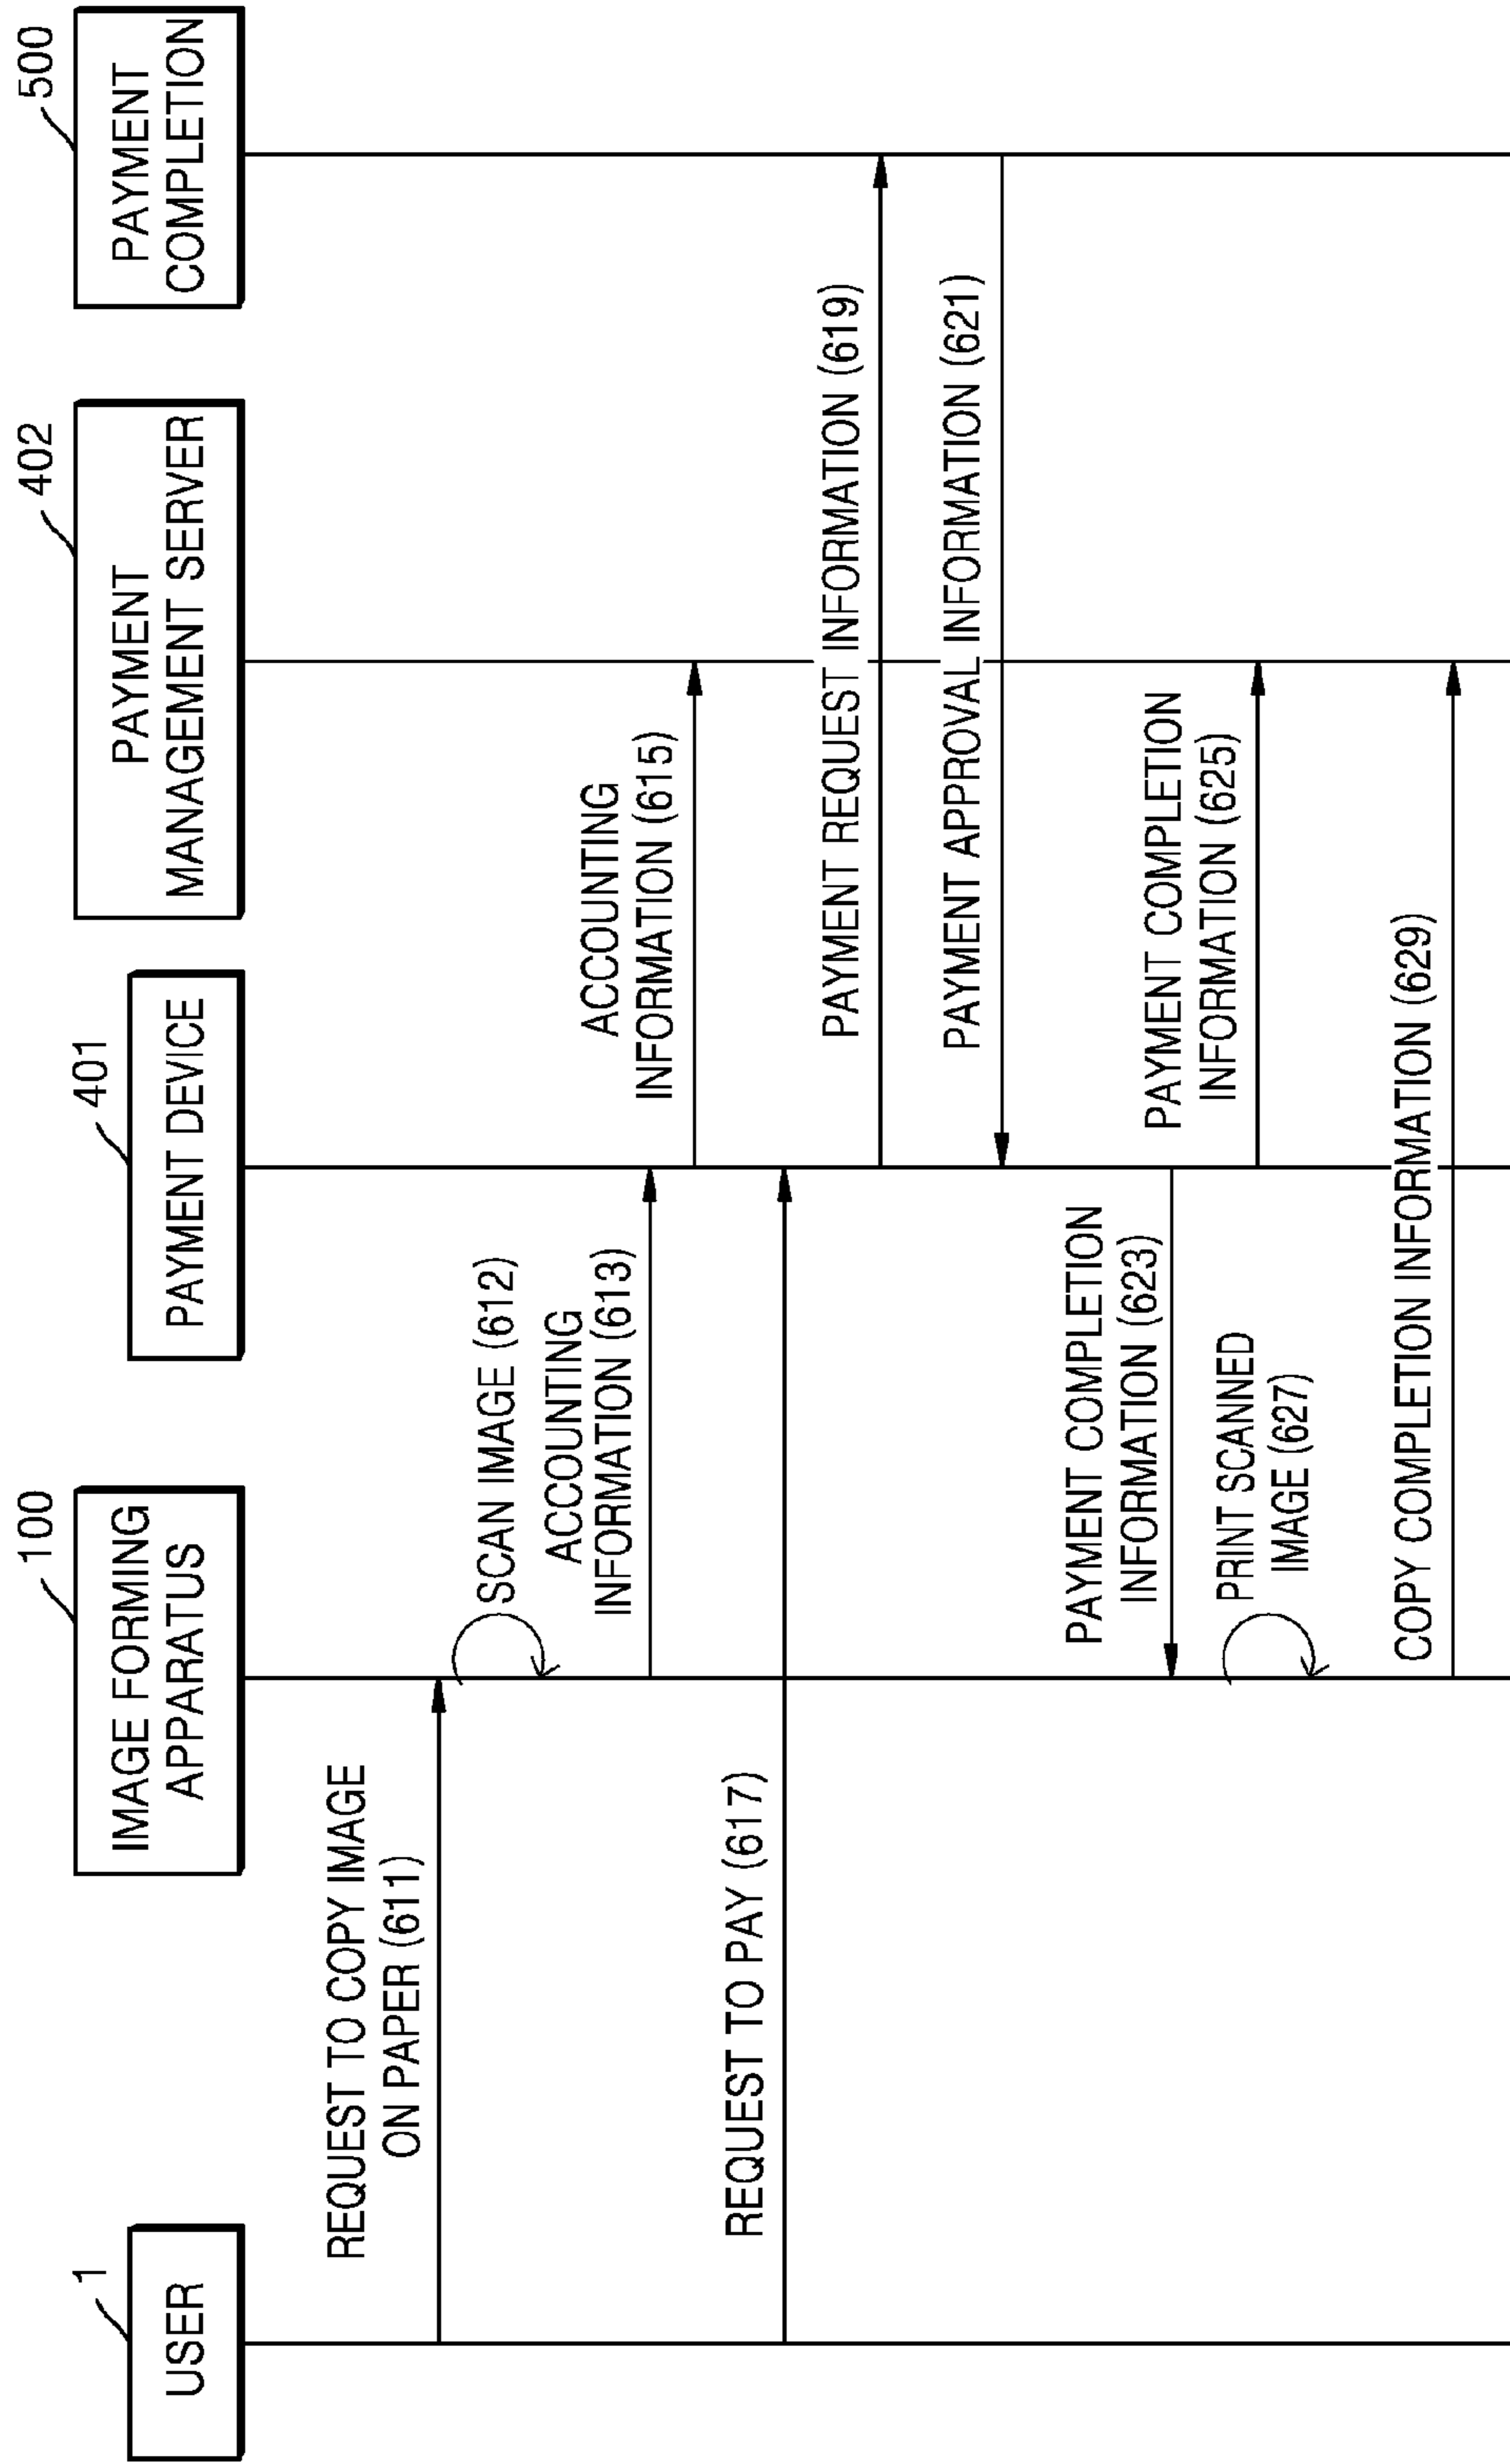 1
USER
100
IMAGE FORMING
APPARATUS
401
PAYMENT DEVICE
402
PAYMENT
MANAGEMENT SERVER
500
PAYMENT
COMPLETION
REQUEST TO COPY IMAGE
ON PAPER (611)
SCAN IMAGE (612)
ACCOUNTING
INFORMATION (613)
ACCOUNTING
INFORMATION (615)
REQUEST TO PAY (617)
PAYMENT REQUEST INFORMATION (619)
PAYMENT APPROVAL INFORMATION (621)
PAYMENT COMPLETION
INFORMATION (623)
PAYMENT COMPLETION
INFORMATION (625)
PRINT SCANNED
IMAGE (627)
COPY COMPLETION INFORMATION (629)